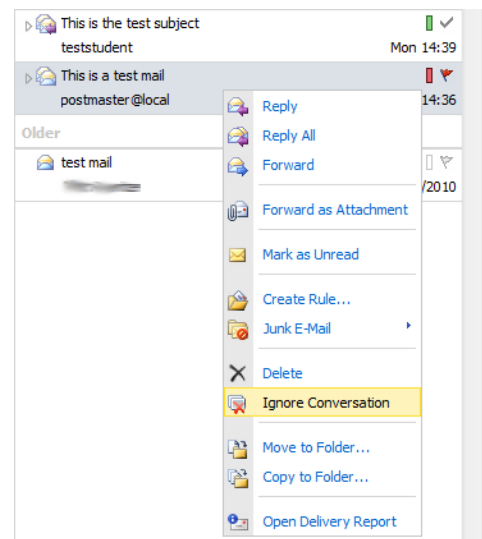 This is the test subject
teststudent Mon 14:39
This is a test mail
postmaster@local 14:36
Older
test mail
/2010
Reply
Reply All
Forward
Forward as Attachment
Mark as Unread
Create Rule...
Junk E-Mail
Delete
Ignore Conversation
Move to Folder...
Copy to Folder...
Open Delivery Report